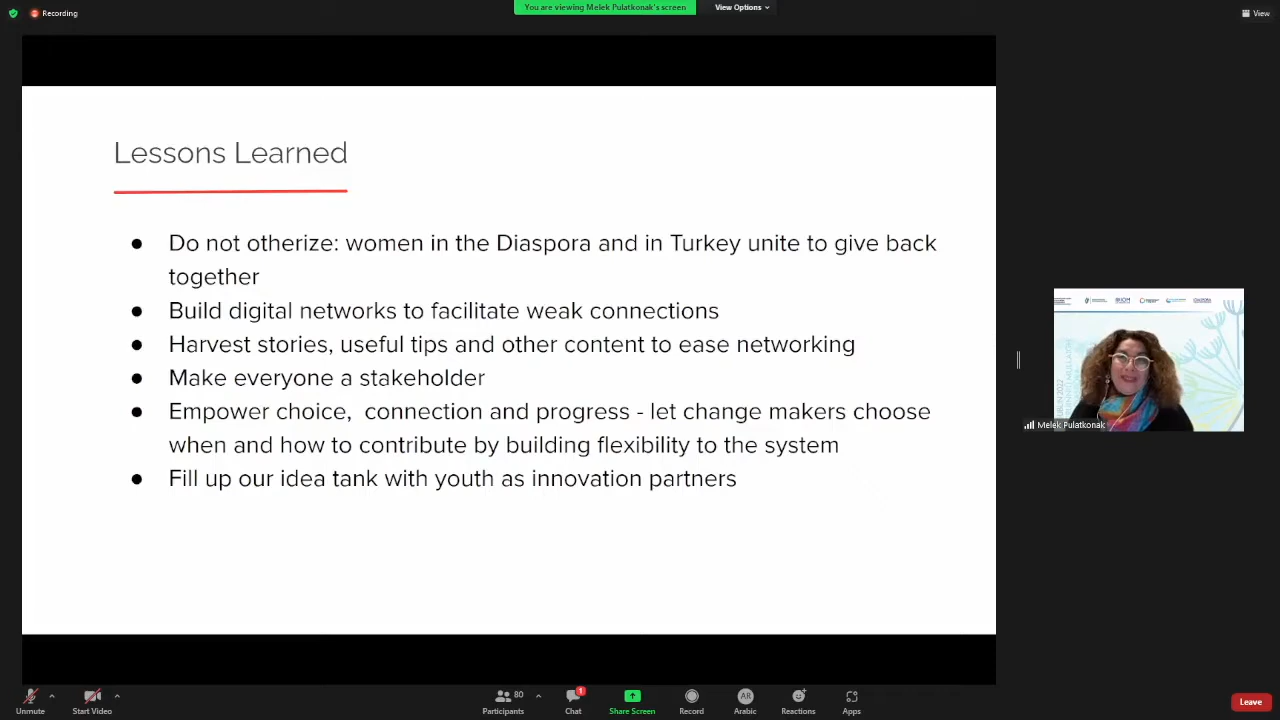 Recording
You are viewing Melek Pulatkonak's screen
View Options
View
Lessons Learned
● Do not otherize: women in the Diaspora and in Turkey unite to give back
together
● Build digital networks to facilitate weak connections
● Harvest stories, useful tips and other content to ease networking
● Make everyone a stakeholder
● Empower choice,  connection and progress - let change makers choose
when and how to contribute by building flexibility to the system
● Fill up our idea tank with youth as innovation partners
Melek Pulatkonak
Unmute
Start Video
80
Participants
1
Chat
Share Screen
Record
AR
Arabic
Reactions
Apps
Leave